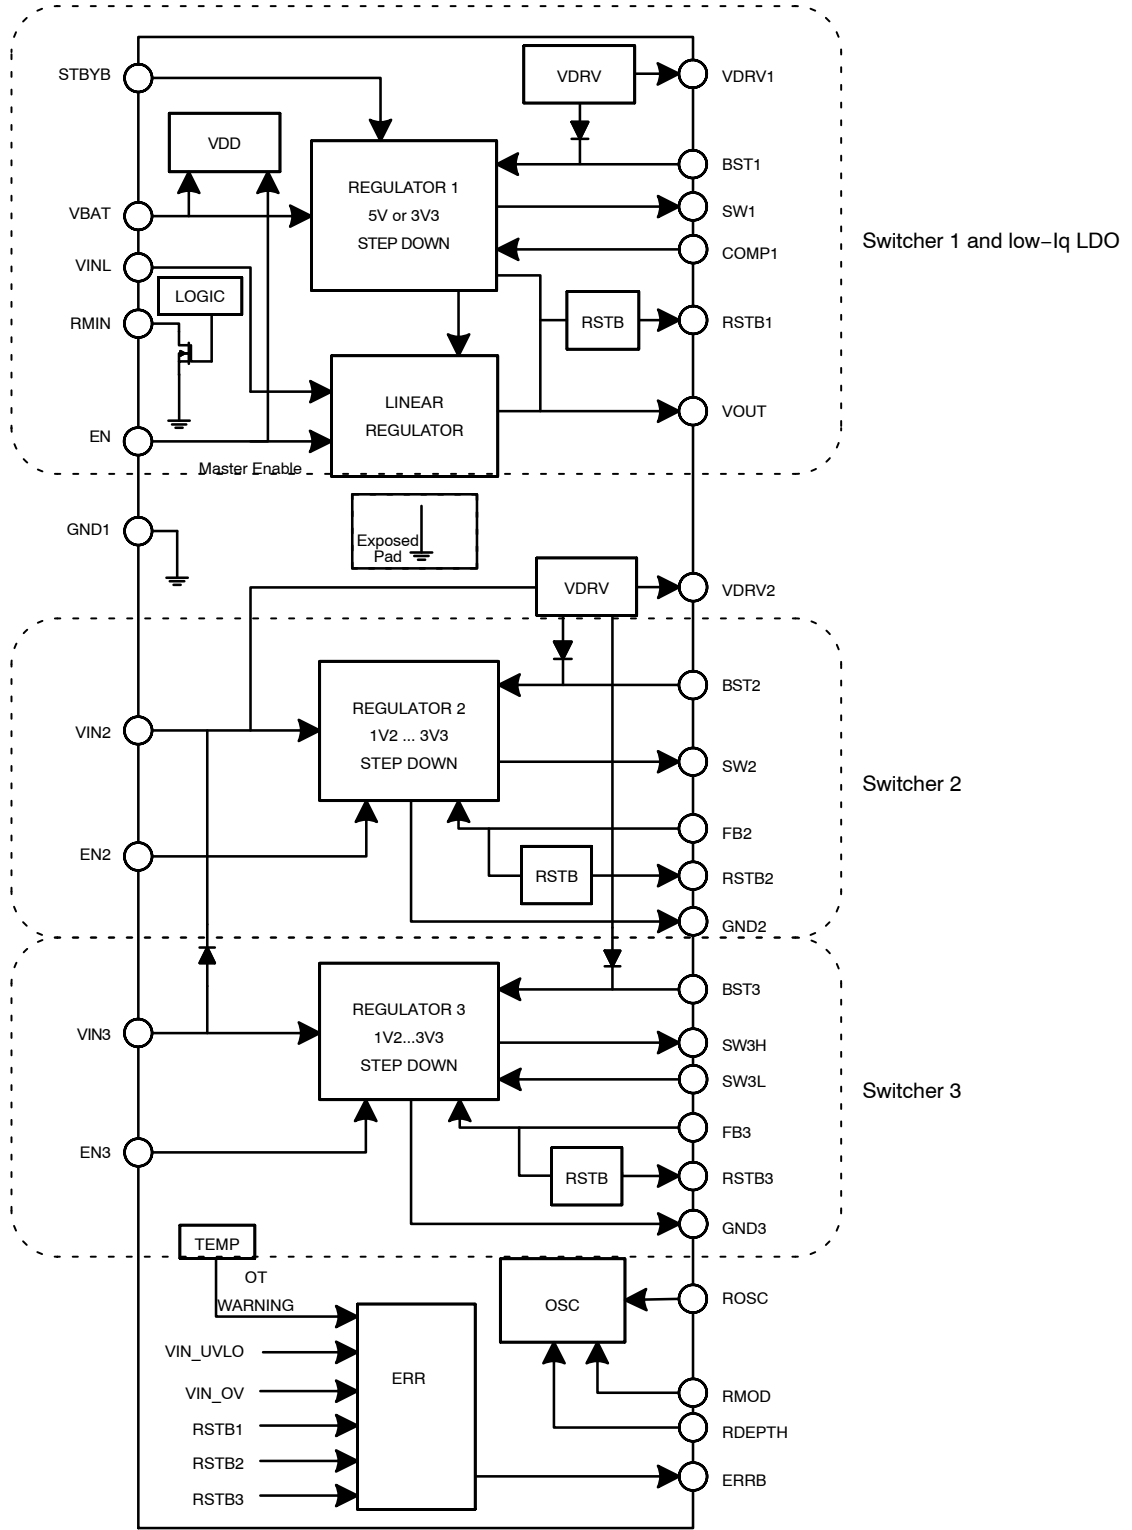 STBYB
VDRV
VDRV1
VDD
BST1
REGULATOR 1
5V or 3V3
STEP DOWN
VBAT
SW1
Switcher 1 and low−Iq LDO
COMP1
VINL
LOGIC
RMIN
RSTB
RSTB1
LINEAR
REGULATOR
VOUT
EN
Master Enable
GND1
Exposed
Pad
VDRV
VDRV2
BST2
REGULATOR 2
1V2 ... 3V3
STEP DOWN
VIN2
SW2
Switcher 2
FB2
EN2
RSTB
RSTB2
GND2
BST3
REGULATOR 3
1V2...3V3
STEP DOWN
VIN3
SW3H
SW3L
Switcher 3
FB3
EN3
RSTB
RSTB3
GND3
TEMP
OT
WARNING
OSC
ROSC
VIN_UVLO
ERR
VIN_OV
RMOD
RSTB1
RDEPTH
RSTB2
ERRB
RSTB3